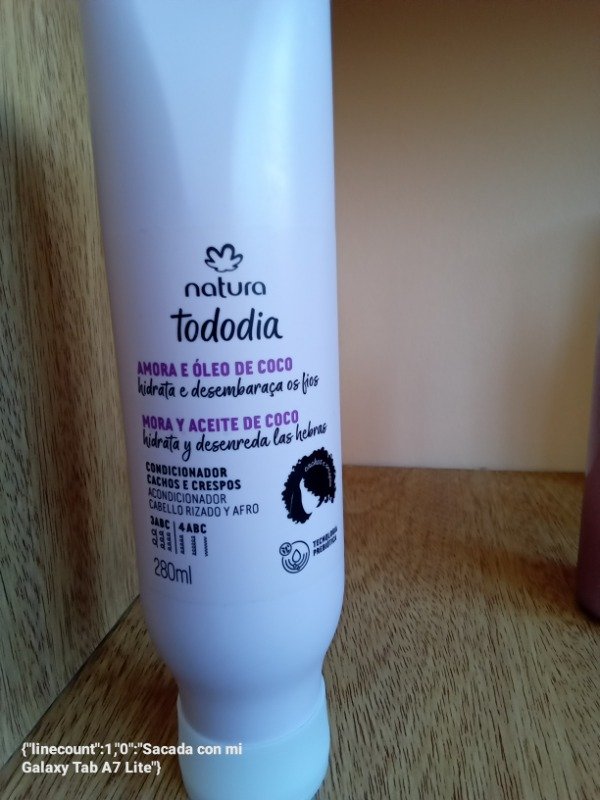 natura
tododia
AMORA E ÓLEO DE COCO
hidrata e desembaraça os fios
MORA Y ACEITE DE COCO
hidrata y desenreda las hebras
CONDICIONADOR
CACHOS E CRESPOS
ACONDICIONADOR
CABELLO RIZADO Y AFRO
3ABC 4ABC
TECNOLOGIA
PREBIÓTICA
280ml
{"linecount":1,"0":"Sacada con mi
Galaxy Tab A7 Lite"}